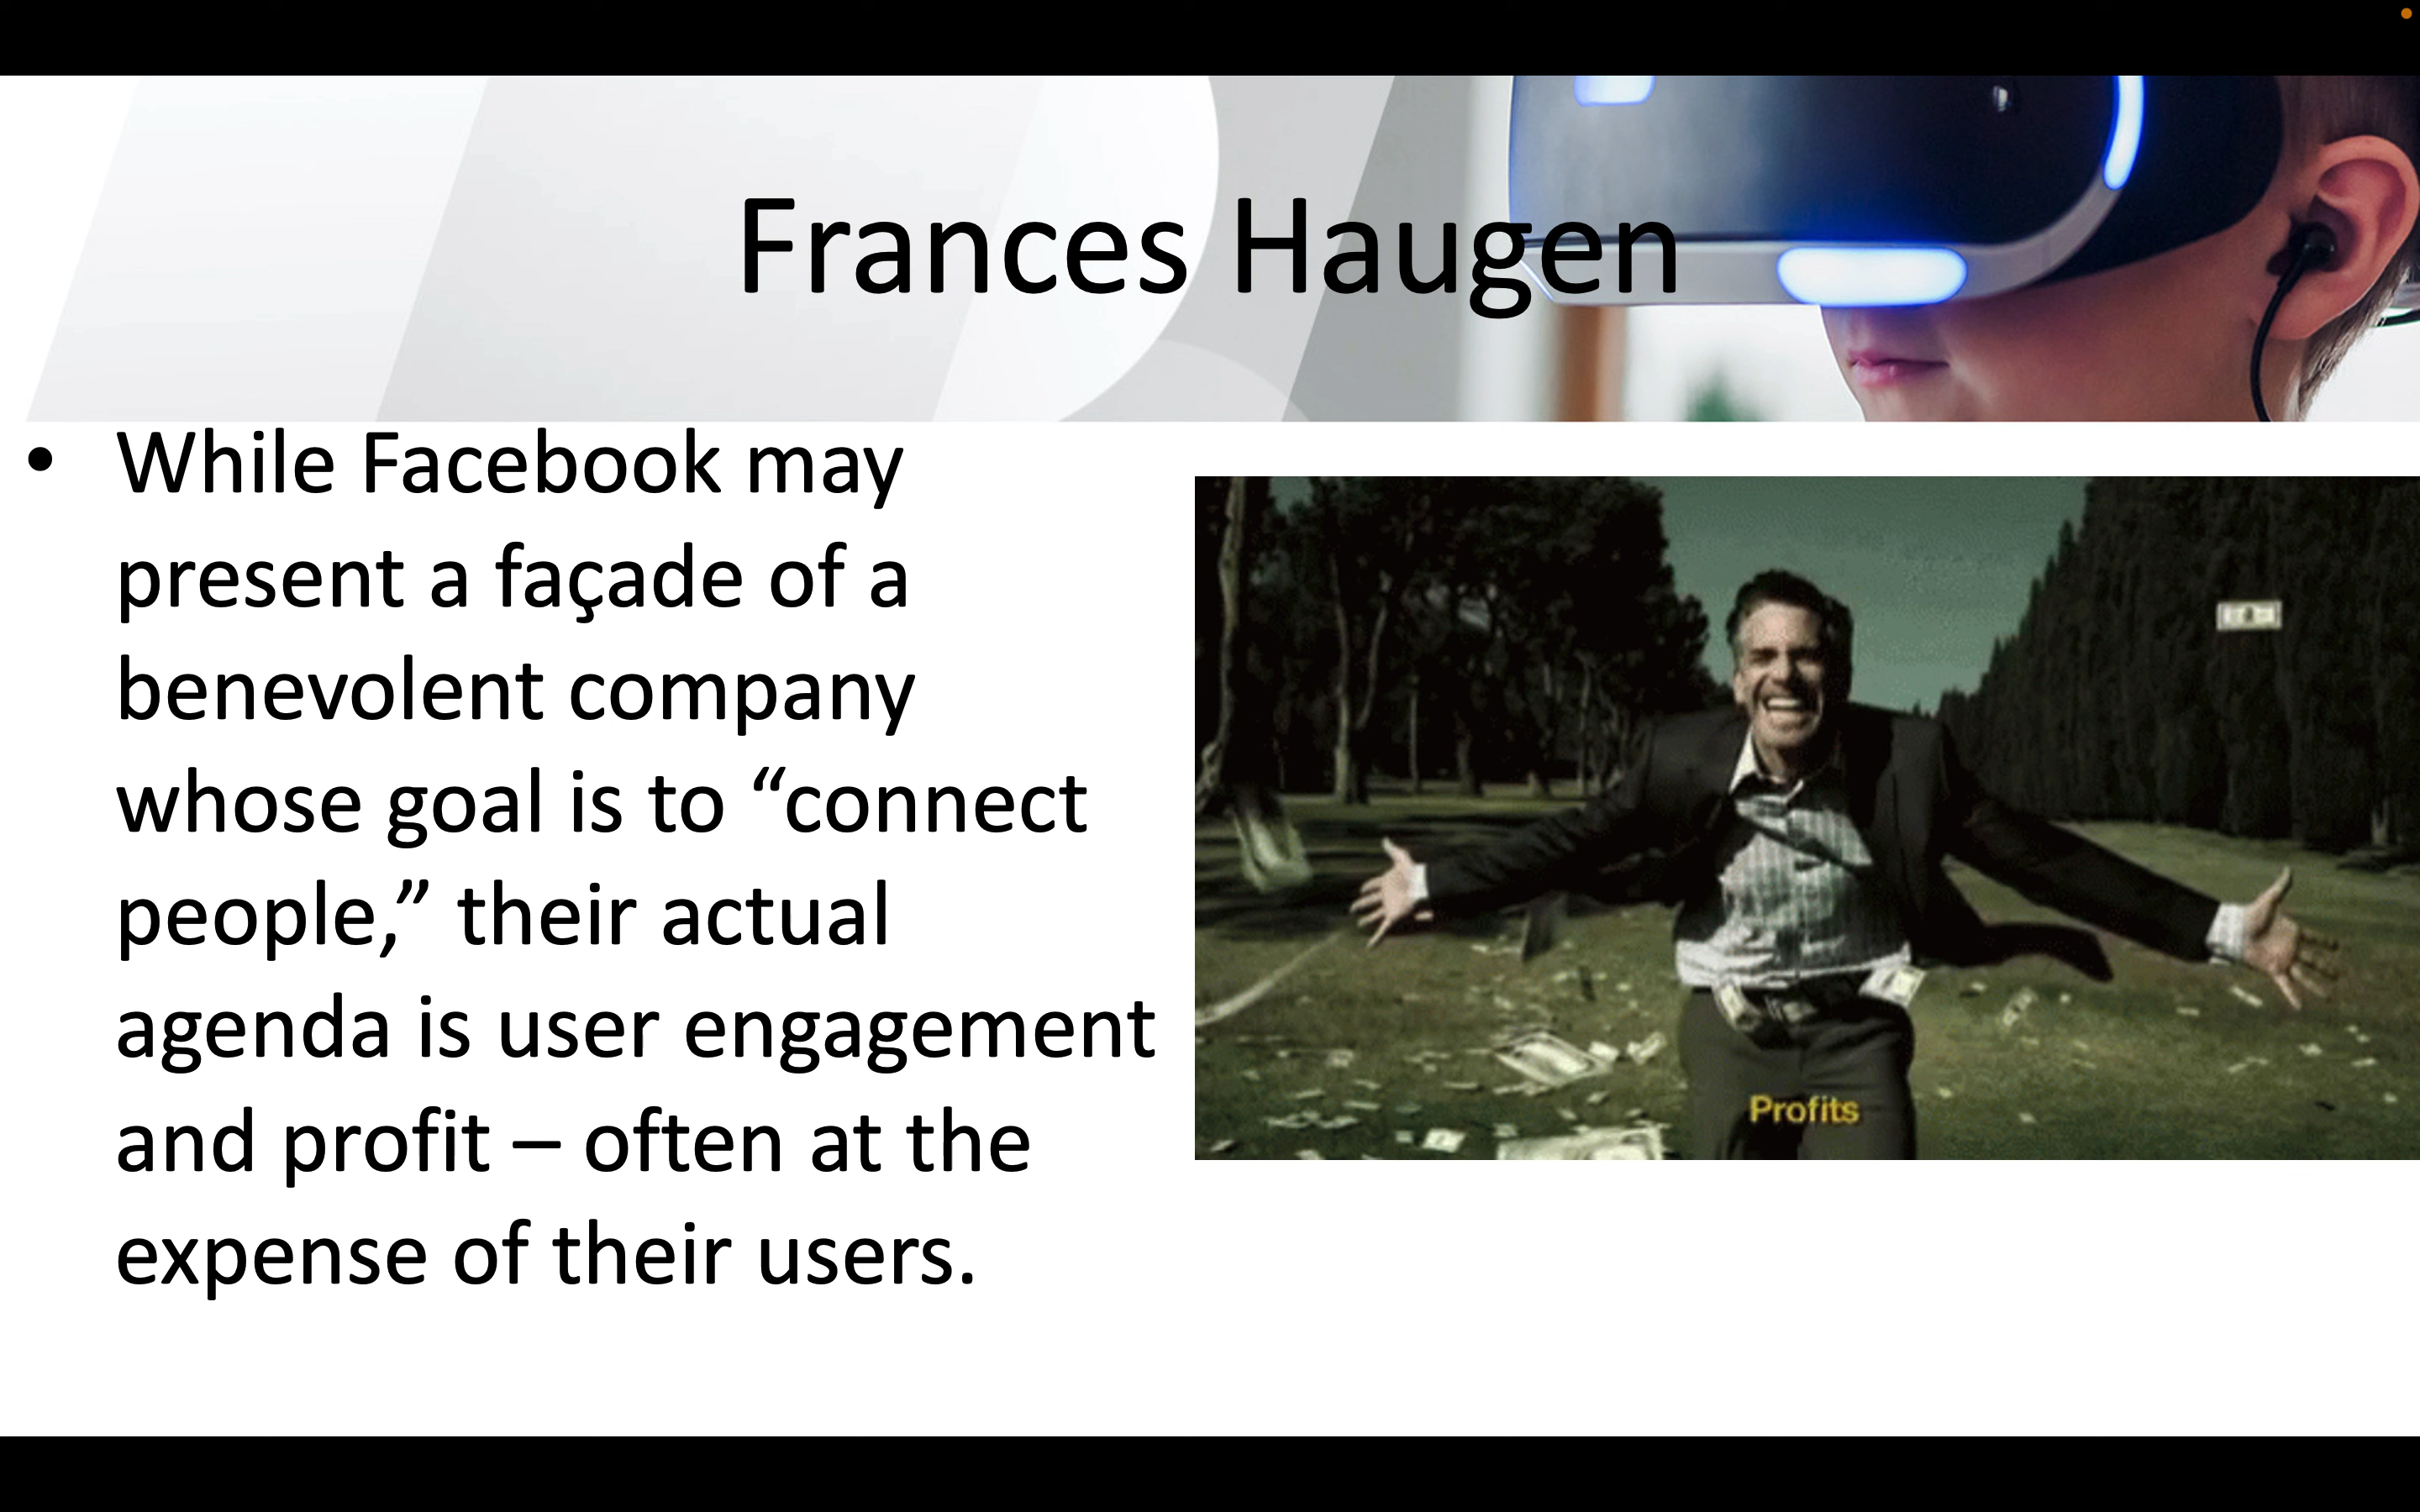 Frances Haugen
• While Facebook may
present a façade of a
benevolent company
whose goal is to “connect
people,” their actual
agenda is user engagement
and profit – often at the
expense of their users.
Profits